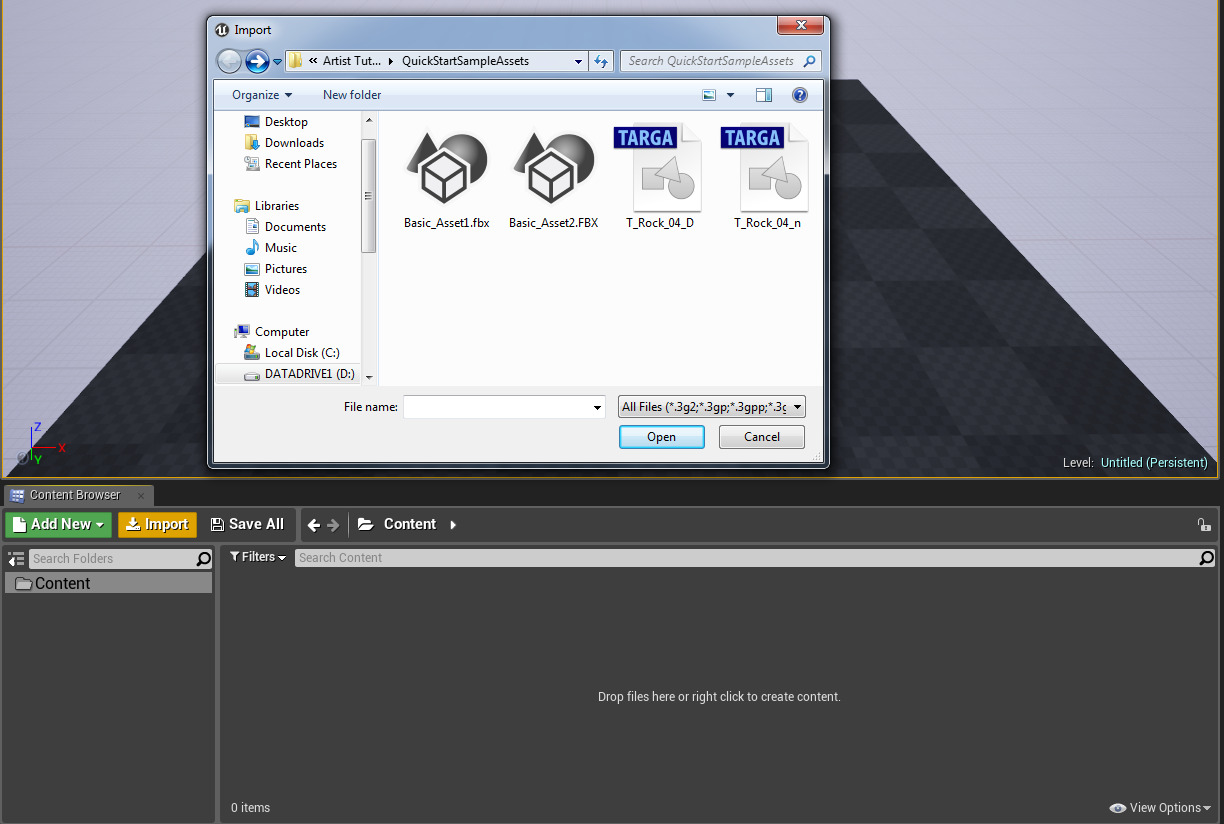 Import
« Artist Tut... QuickStartSampleAssets
Search QuickStartSampleAssets
Organize
New folder
Desktop
Downloads
Recent Places
Libraries
Documents
Music
Pictures
Videos
Computer
Local Disk (C:)
DATADRIVE1 (D:)
TARGA
TARGA
Basic_Asset1.fbx
Basic_Asset2.FBX
T_Rock_04_D
T_Rock_04_n
File name:
All Files (*.3g2;*.3gp;*.3gpp;*.3g
Open
Cancel
Z
X
Y
Level: Untitled (Persistent)
Content Browser
Add New
Import
Save All
Content
Search Folders
Filters
Search Content
Content
Drop files here or right click to create content.
0 items
View Options